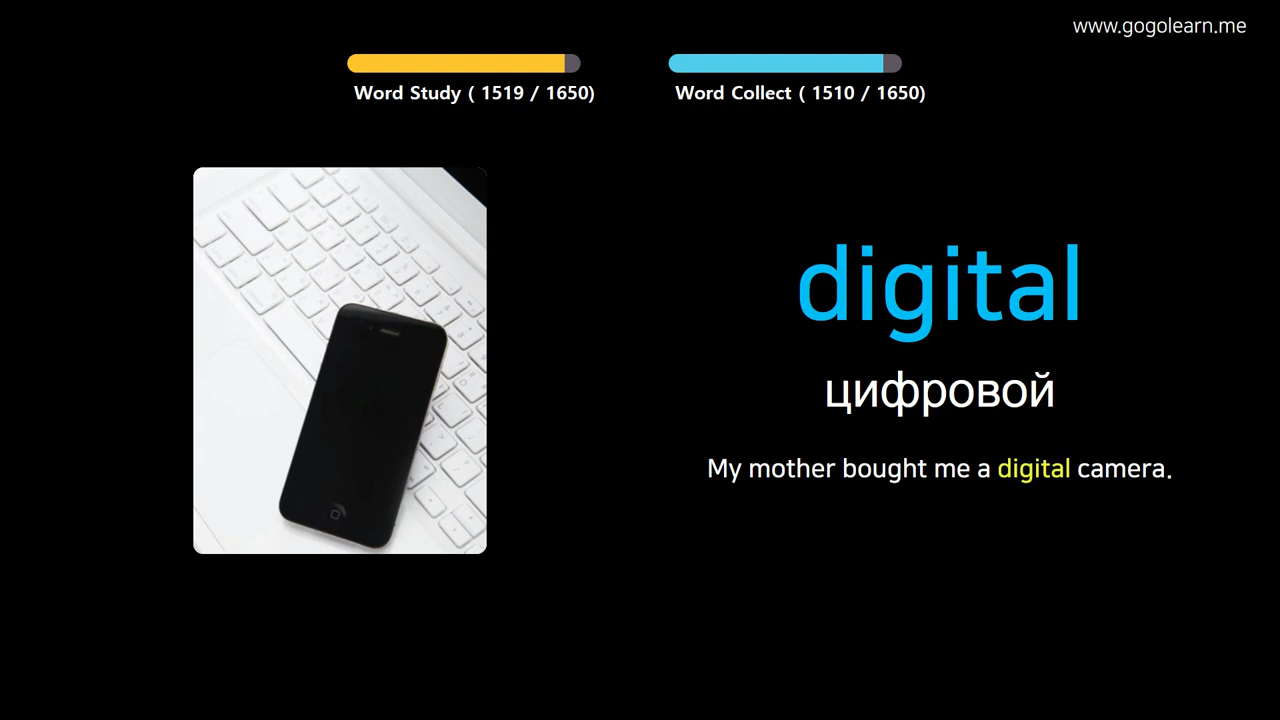 www.gogolearn.me
Word Study ( 1519 / 1650)
Word Collect ( 1510 / 1650)
digital
цифровой
My mother bought me a digital camera.